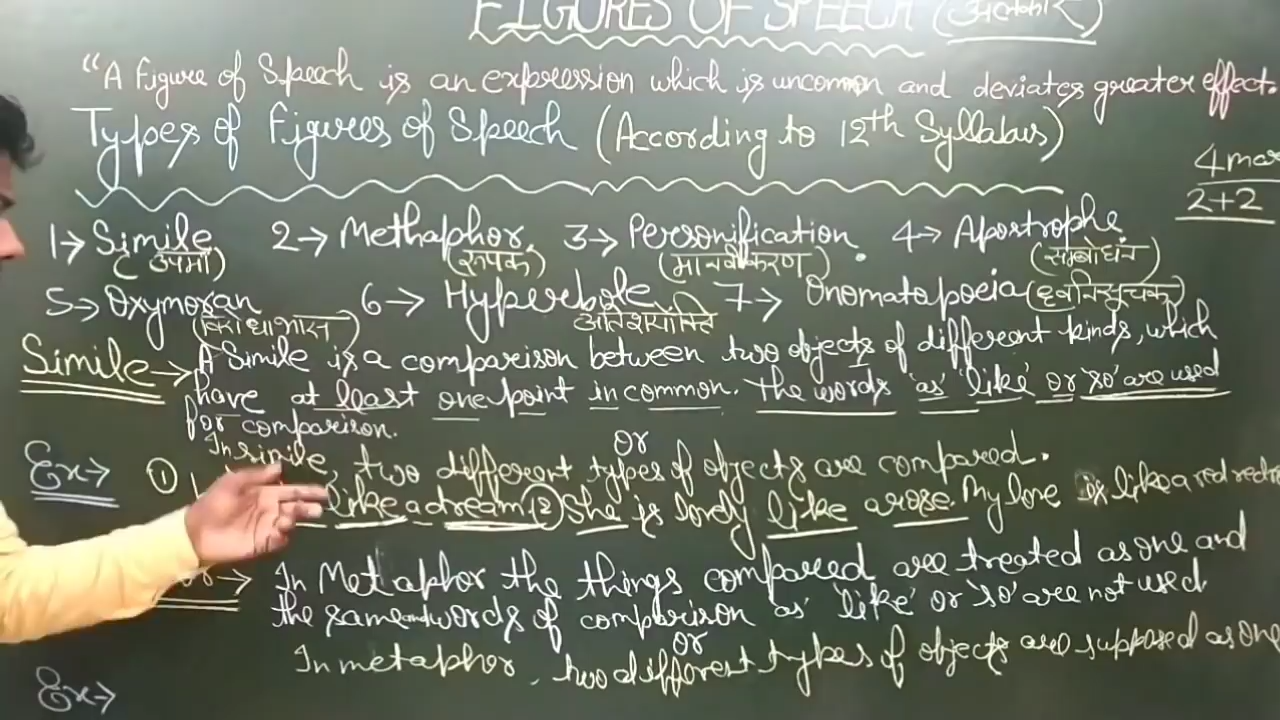 FIGURES OF SPEECH (अलंकार)
“A Figure of Speech is an expression which is uncommon and deviates greater effect.
Types of Figures of Speech (According to 12th Syllabus)
4 mar
2+2
1→ Simile 2→ Methaphor 3→ Personification. 4→ Apostrophe
(उपमा) (रूपक) (मानवीकरण) (सम्बोधन)
5→ Oxymoran 6→ Hyperbole 7→ Onomatapoeia (ध्वनिसूचक)
(विरोधाभास) अतिशयोक्ति
Simile → A Simile is a comparison between two objects of different kinds, which
have at least one point in common. The words 'as' 'like' or 'so' are used
for comparison.
or
In simile, two different types of objects are compared.
Ex→ ① like a dream ② She is lovely like a rose. My love is like a red red
→ In Metaphor the things compared are treated as one and
the same and words of comparison as 'like' or 'so' are not used
or
In metaphor, two different types of objects are supposed as one
Ex→